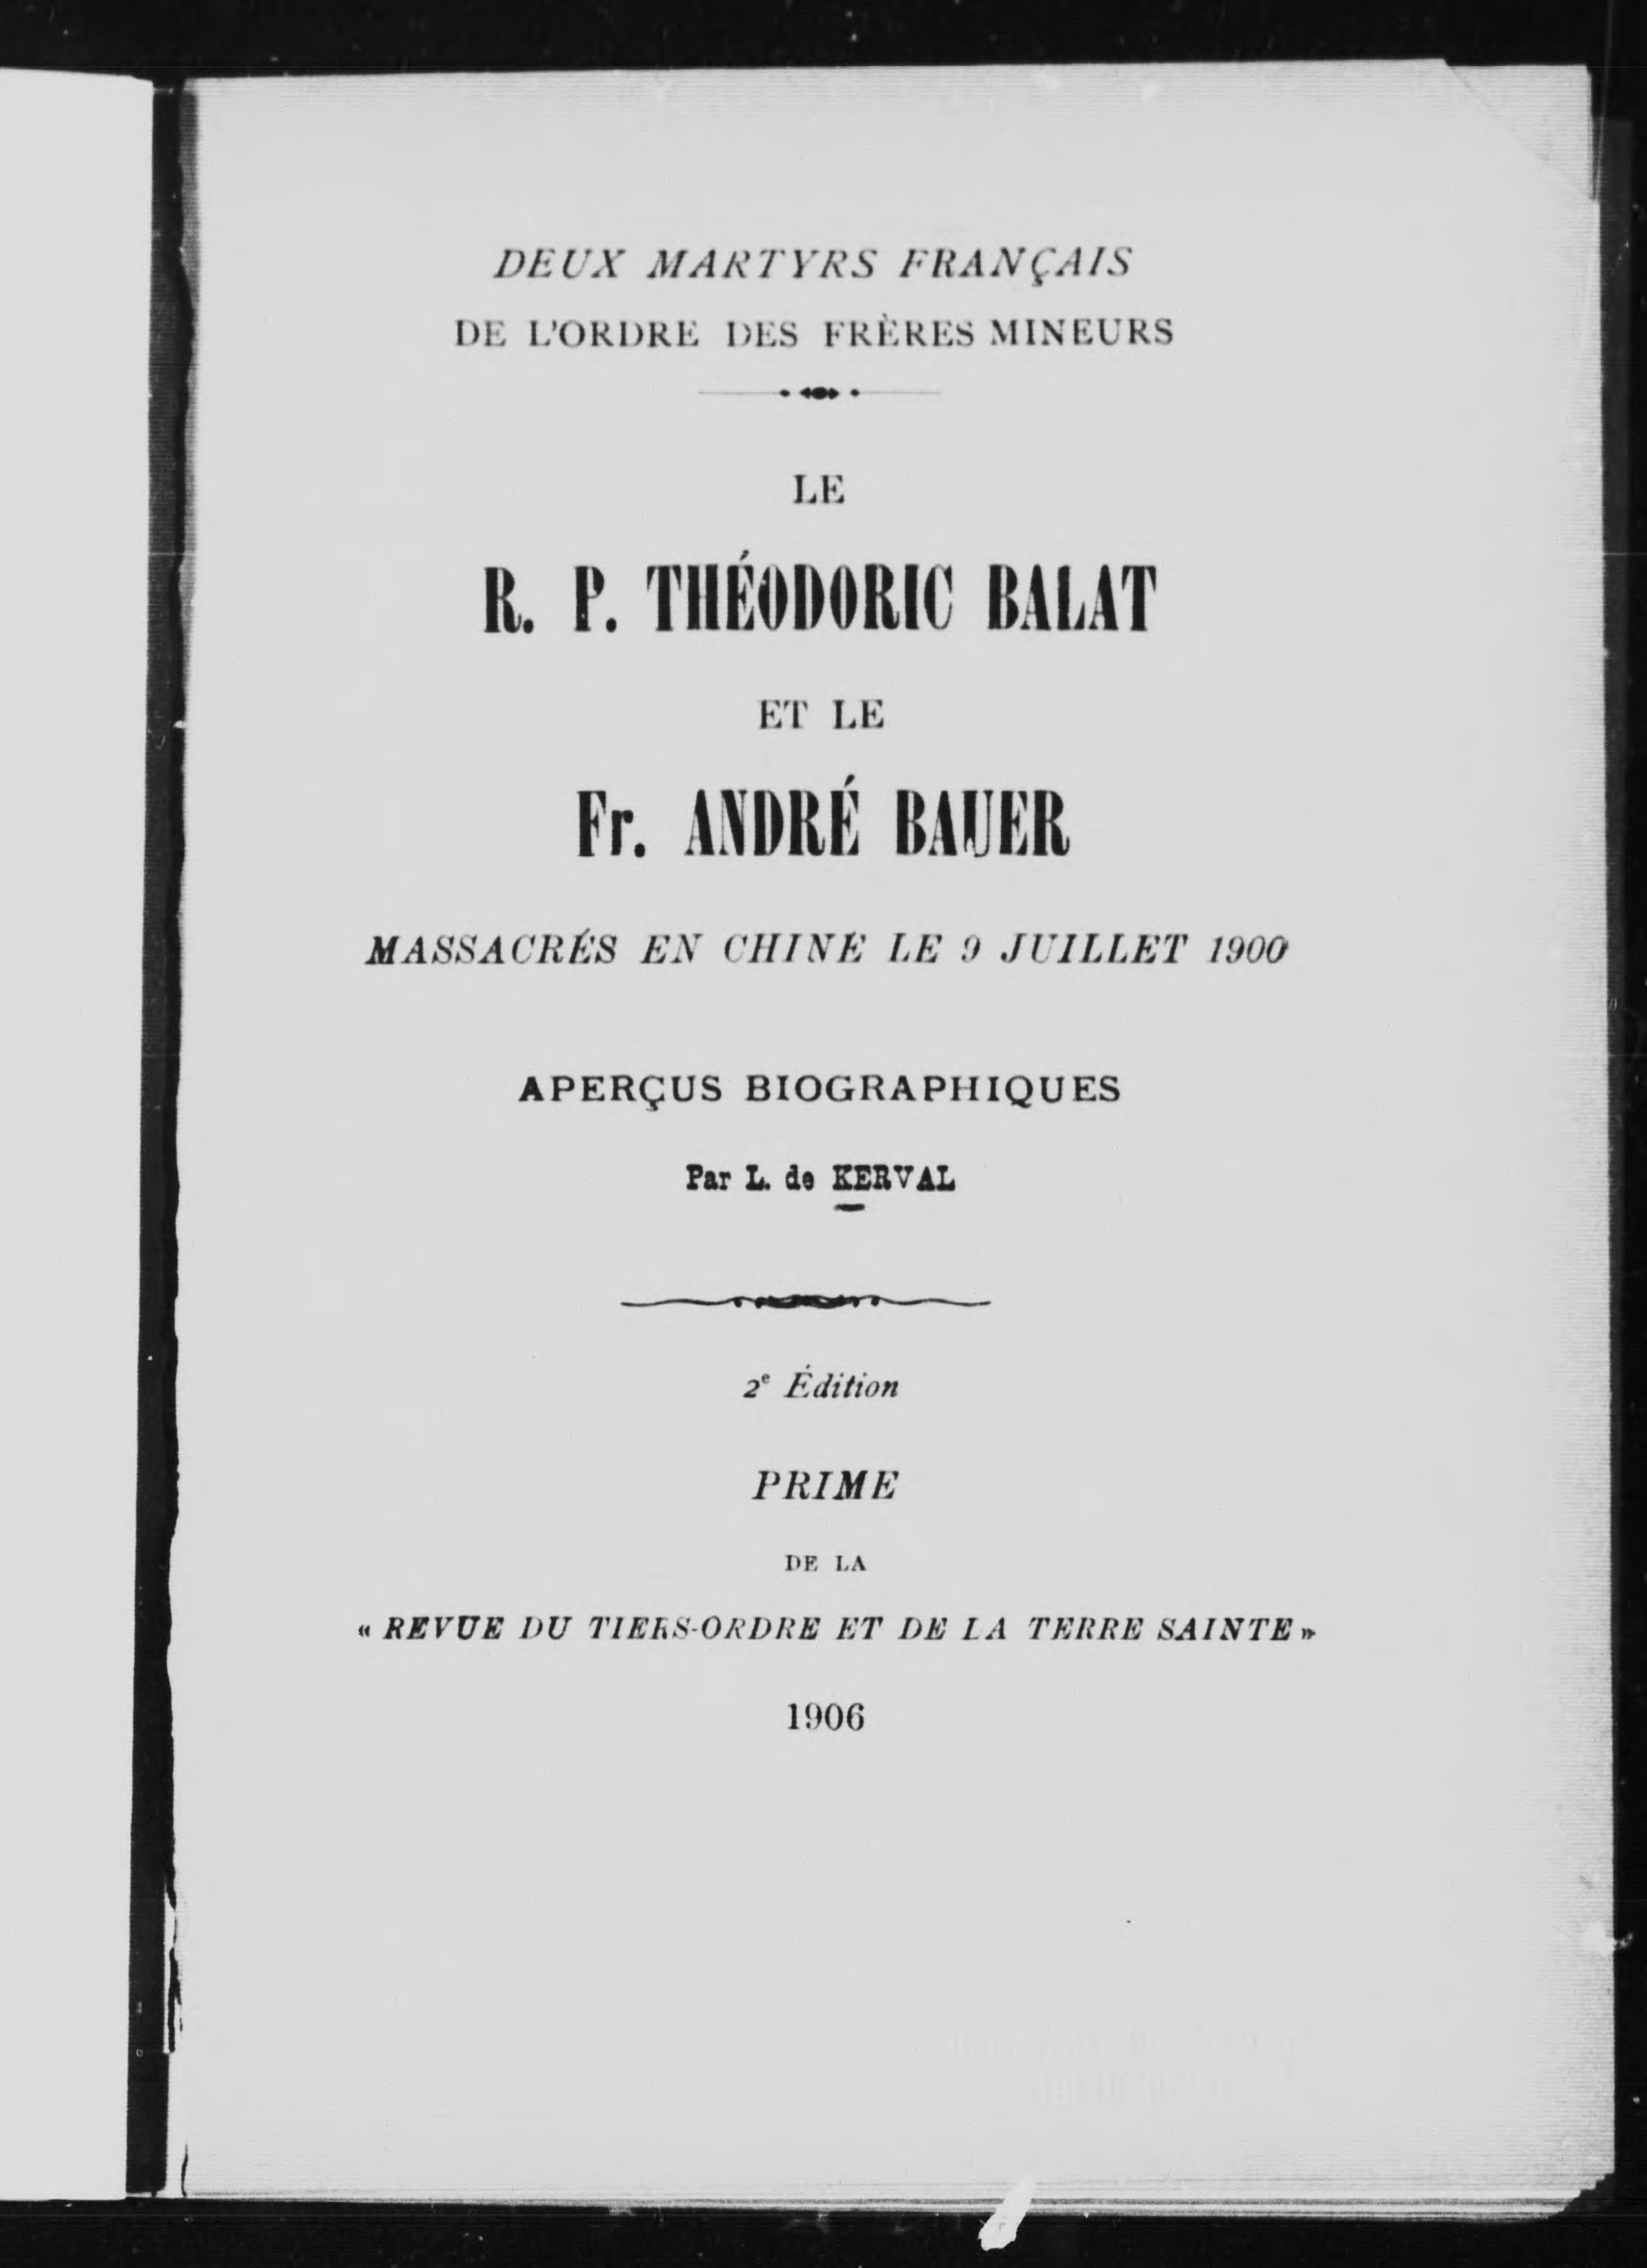 DEUX MARTYRS FRANÇAIS
DE L'ORDRE DES FRÈRES MINEURS
LE
R. P. THÉODORIC BALAT
ET LE
Fr. ANDRÉ BAUER
MASSACRÉS EN CHINE LE 9 JUILLET 1900
APERÇUS BIOGRAPHIQUES
Par L. de KERVAL
2e Édition
PRIME
DE LA
« REVUE DU TIERS-ORDRE ET DE LA TERRE SAINTE »
1906